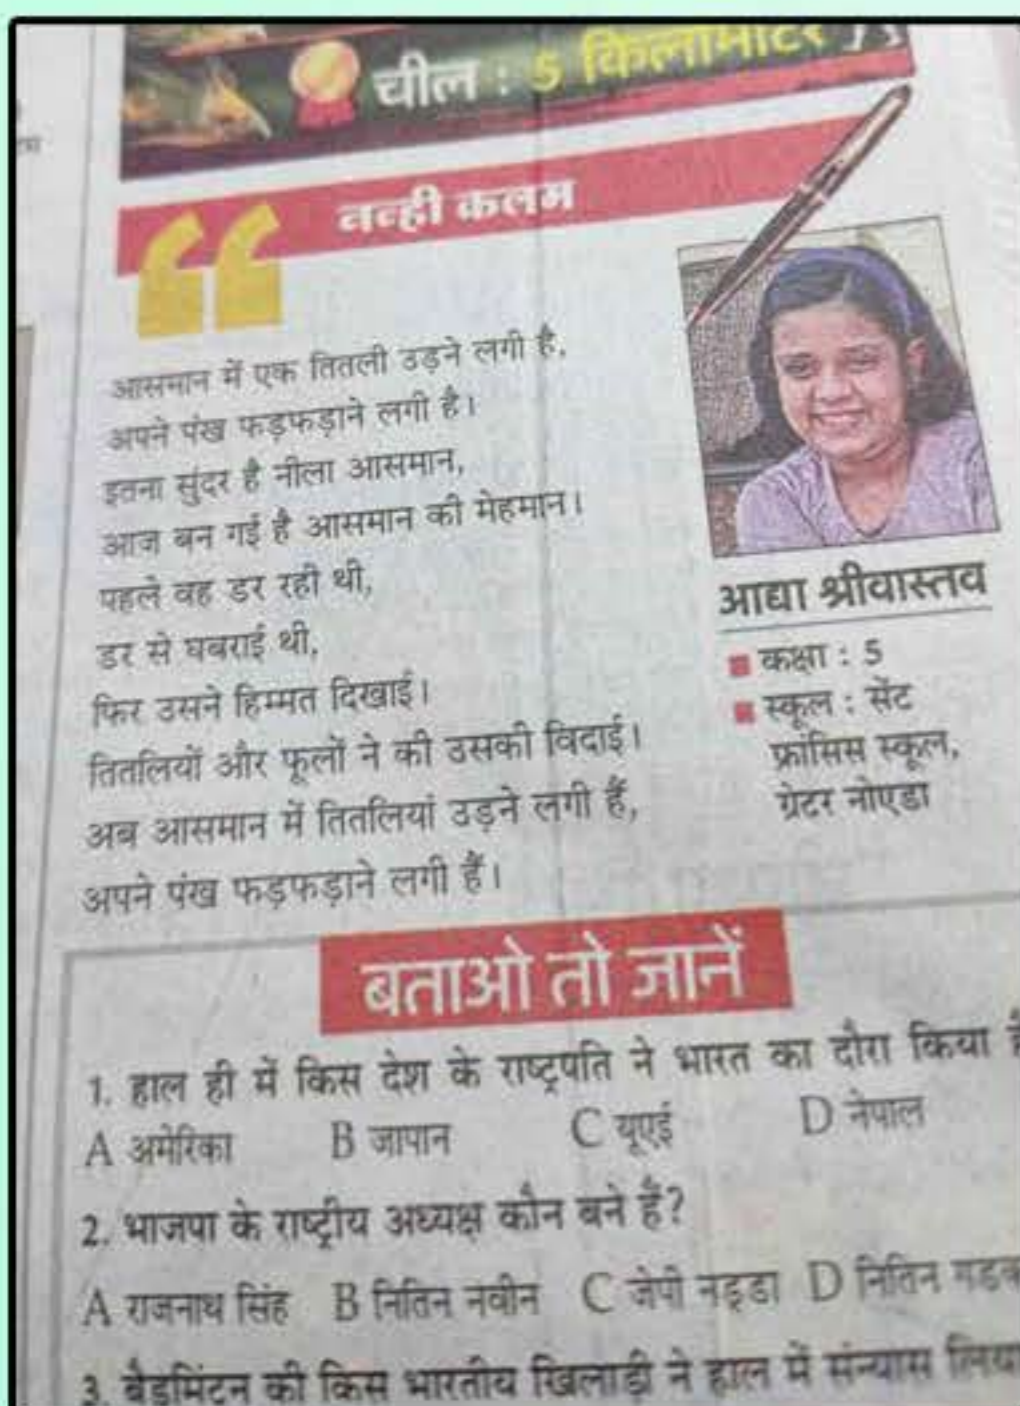 चील : 5 किलोमीटर
नन्ही कलम
आसमान में एक तितली उड़ने लगी है,
अपने पंख फड़फड़ाने लगी है।
इतना सुंदर है नीला आसमान,
आज बन गई है आसमान की मेहमान।
पहले वह डर रही थी,
डर से घबराई थी,
फिर उसने हिम्मत दिखाई।
तितलियों और फूलों ने की उसकी विदाई।
अब आसमान में तितलियां उड़ने लगी हैं,
अपने पंख फड़फड़ाने लगी हैं।
आद्या श्रीवास्तव
कक्षा : 5
स्कूल : सेंट
फ्रांसिस स्कूल,
ग्रेटर नोएडा
बताओ तो जानें
1. हाल ही में किस देश के राष्ट्रपति ने भारत का दौरा किया
A अमेरिका B जापान C यूएई D नेपाल
2. भाजपा के राष्ट्रीय अध्यक्ष कौन बने हैं?
A राजनाथ सिंह B नितिन नवीन C जेपी नड्डा D नितिन
3. बैडमिंटन की किस भारतीय खिलाड़ी ने हाल में संन्यास लिया